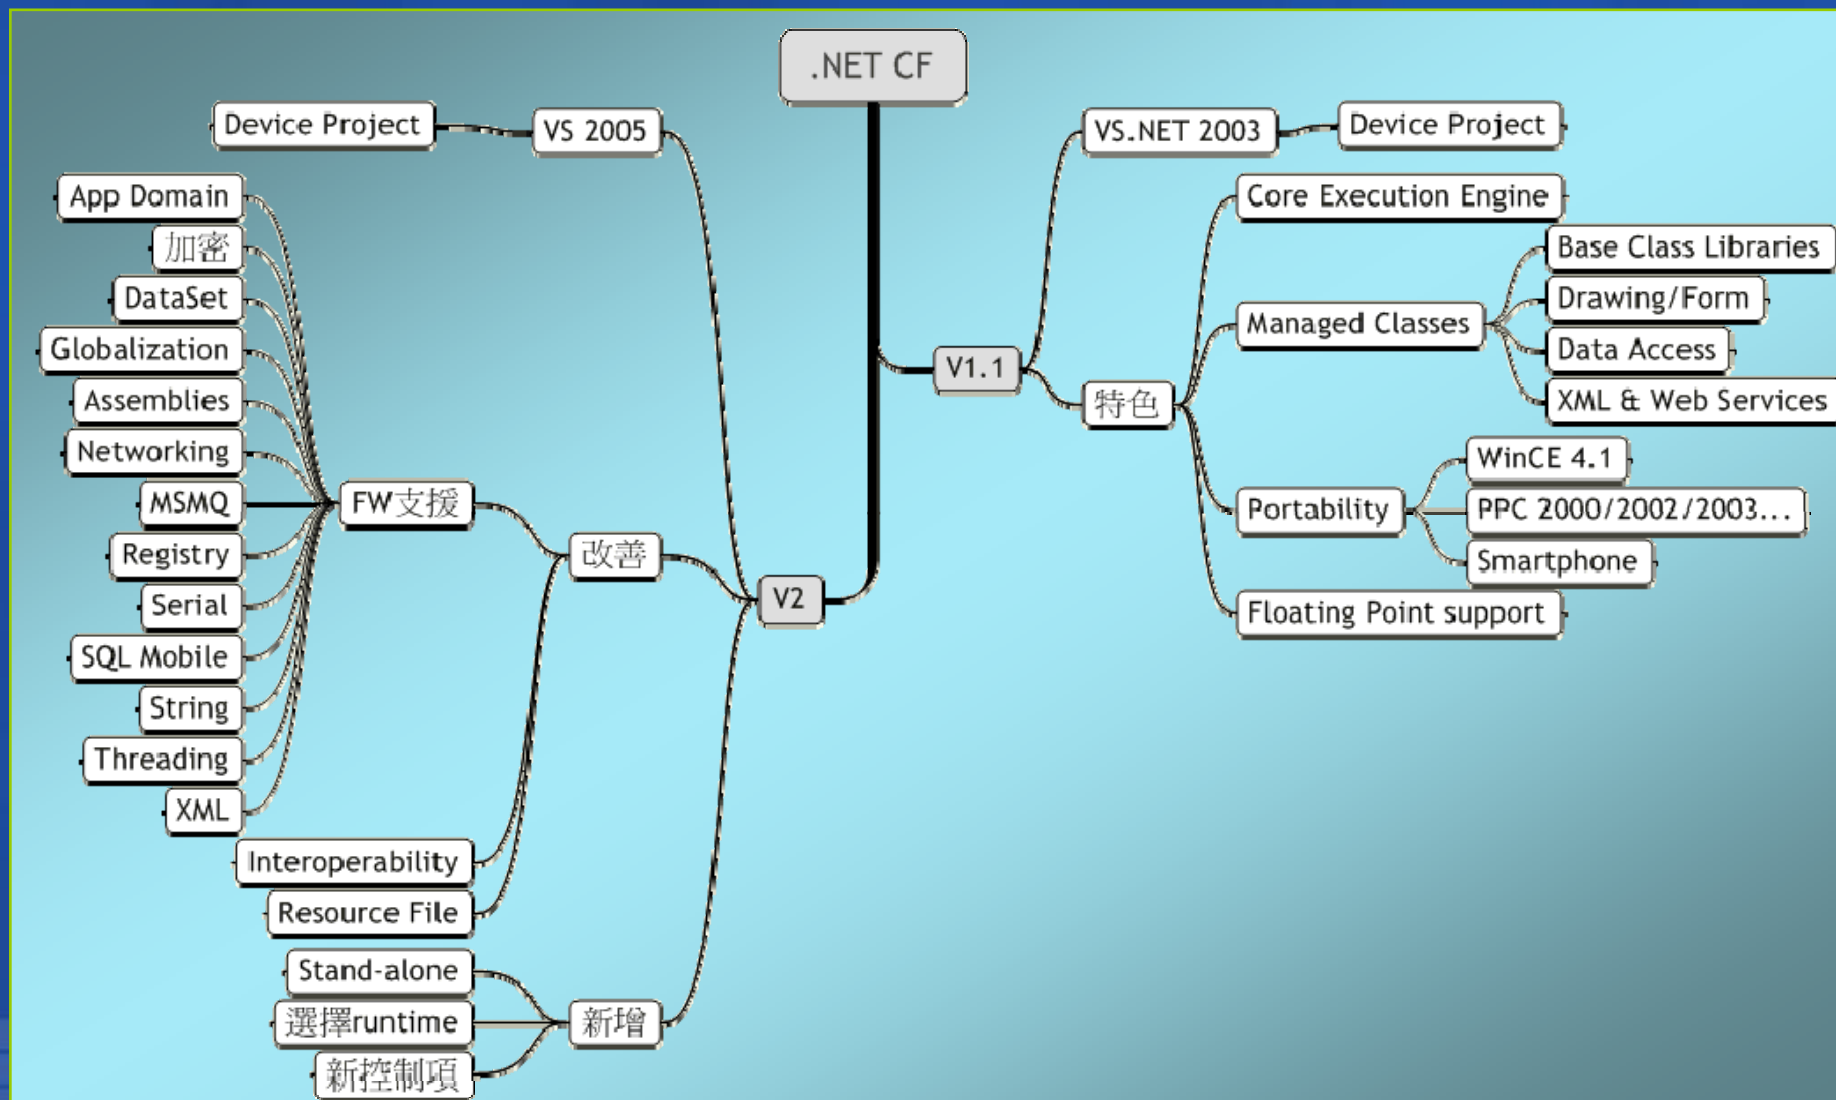 .NET CF
VS 2005
Device Project
App Domain
加密
DataSet
Globalization
Assemblies
Networking
MSMQ
Registry
Serial
SQL Mobile
String
Threading
XML
FW支援
Interoperability
Resource File
改善
Stand-alone
選擇runtime
新控制項
新增
V2
V1.1
VS.NET 2003
Device Project
特色
Core Execution Engine
Managed Classes
Base Class Libraries
Drawing/Form
Data Access
XML & Web Services
Portability
WinCE 4.1
PPC 2000/2002/2003...
Smartphone
Floating Point support